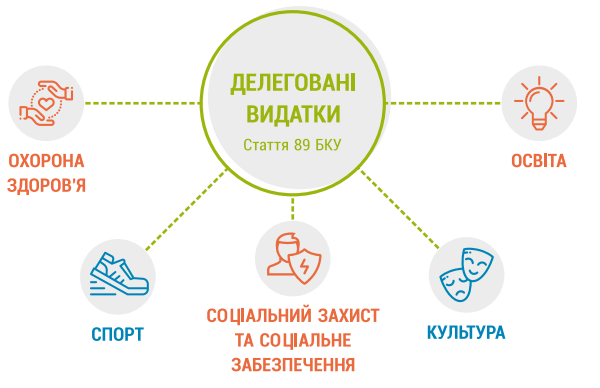 ДЕЛЕГОВАНІ
ВИДАТКИ
Стаття 89 БКУ
ОХОРОНА
ЗДОРОВ'Я
ОСВІТА
СПОРТ
СОЦІАЛЬНИЙ ЗАХИСТ
ТА СОЦІАЛЬНЕ
ЗАБЕЗПЕЧЕННЯ
КУЛЬТУРА